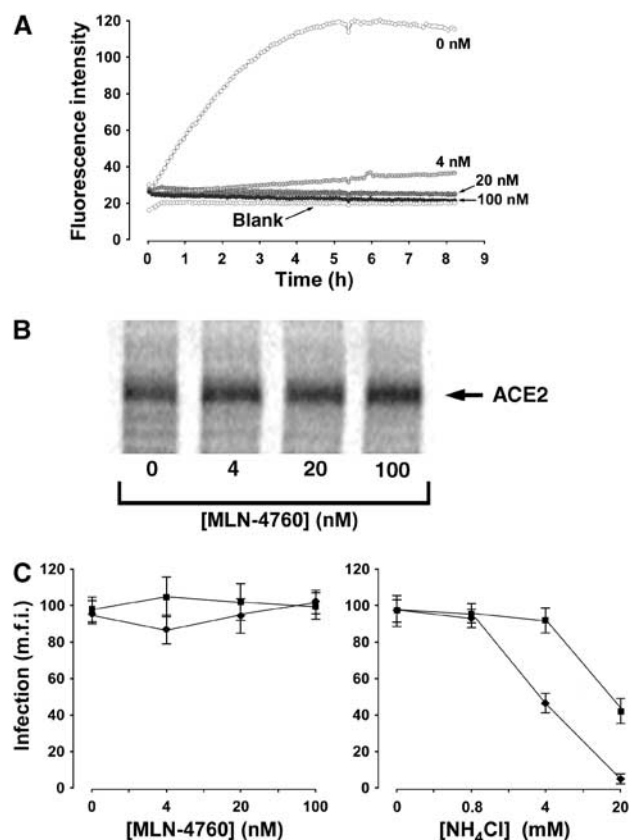 A
Fluorescence intensity
120
100
80
60
40
20
0
0 nM
4 nM
20 nM
100 nM
Blank
0 1 2 3 4 5 6 7 8 9
Time (h)
B
ACE2
0 4 20 100
[MLN-4760] (nM)
C
Infection (m.f.i.)
120
100
80
60
40
20
0
0 4 20 100
[MLN-4760] (nM)
120
100
80
60
40
20
0
0 0.8 4 20
[NH4Cl] (mM)